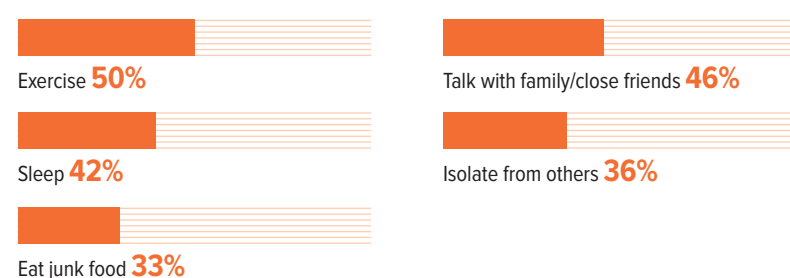 Exercise 50%
Talk with family/close friends 46%
Sleep 42%
Isolate from others 36%
Eat junk food 33%